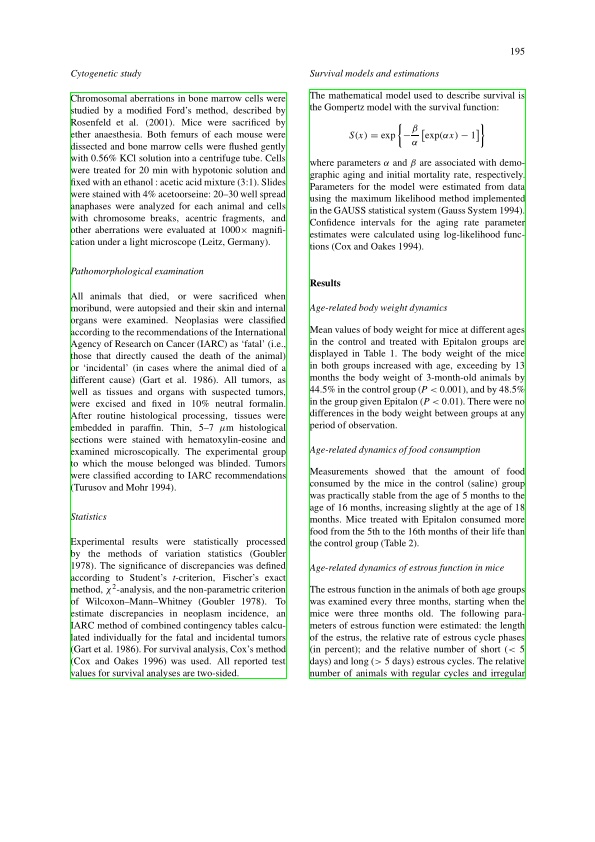 195
Cytogenetic study
Chromosomal aberrations in bone marrow cells were
studied by a modified Ford's method, described by
Rosenfeld et al. (2001). Mice were sacrificed by
ether anaesthesia. Both femurs of each mouse were
dissected and bone marrow cells were flushed gently
with 0.56% KCl solution into a centrifuge tube. Cells
were treated for 20 min with hypotonic solution and
fixed with an ethanol : acetic acid mixture (3:1). Slides
were stained with 4% acetoorseine: 20–30 well spread
anaphases were analyzed for each animal and cells
with chromosome breaks, acentric fragments, and
other aberrations were evaluated at 1000× magnifi-
cation under a light microscope (Leitz, Germany).
Pathomorphological examination
All animals that died, or were sacrificed when
moribund, were autopsied and their skin and internal
organs were examined. Neoplasias were classified
according to the recommendations of the International
Agency of Research on Cancer (IARC) as 'fatal' (i.e.,
those that directly caused the death of the animal)
or 'incidental' (in cases where the animal died of a
different cause) (Gart et al. 1986). All tumors, as
well as tissues and organs with suspected tumors,
were excised and fixed in 10% neutral formalin.
After routine histological processing, tissues were
embedded in paraffin. Thin, 5–7 μm histological
sections were stained with hematoxylin-eosine and
examined microscopically. The experimental group
to which the mouse belonged was blinded. Tumors
were classified according to IARC recommendations
(Turusov and Mohr 1994).
Statistics
Experimental results were statistically processed
by the methods of variation statistics (Goubler
1978). The significance of discrepancies was defined
according to Student's t-criterion, Fischer's exact
method, χ²-analysis, and the non-parametric criterion
of Wilcoxon–Mann–Whitney (Goubler 1978). To
estimate discrepancies in neoplasm incidence, an
IARC method of combined contingency tables calcu-
lated individually for the fatal and incidental tumors
(Gart et al. 1986). For survival analysis, Cox's method
(Cox and Oakes 1996) was used. All reported test
values for survival analyses are two-sided.
Survival models and estimations
The mathematical model used to describe survival is
the Gompertz model with the survival function:
S(x) = exp {−β/α [exp(αx) − 1]}
where parameters α and β are associated with demo-
graphic aging and initial mortality rate, respectively.
Parameters for the model were estimated from data
using the maximum likelihood method implemented
in the GAUSS statistical system (Gauss System 1994).
Confidence intervals for the aging rate parameter
estimates were calculated using log-likelihood func-
tions (Cox and Oakes 1994).
Results
Age-related body weight dynamics
Mean values of body weight for mice at different ages
in the control and treated with Epitalon groups are
displayed in Table 1. The body weight of the mice
in both groups increased with age, exceeding by 13
months the body weight of 3-month-old animals by
44.5% in the control group (P < 0.001), and by 48.5%
in the group given Epitalon (P < 0.01). There were no
differences in the body weight between groups at any
period of observation.
Age-related dynamics of food consumption
Measurements showed that the amount of food
consumed by the mice in the control (saline) group
was practically stable from the age of 5 months to the
age of 16 months, increasing slightly at the age of 18
months. Mice treated with Epitalon consumed more
food from the 5th to the 16th months of their life than
the control group (Table 2).
Age-related dynamics of estrous function in mice
The estrous function in the animals of both age groups
was examined every three months, starting when the
mice were three months old. The following para-
meters of estrous function were estimated: the length
of the estrus, the relative rate of estrous cycle phases
(in percent); and the relative number of short (< 5
days) and long (> 5 days) estrous cycles. The relative
number of animals with regular cycles and irregular